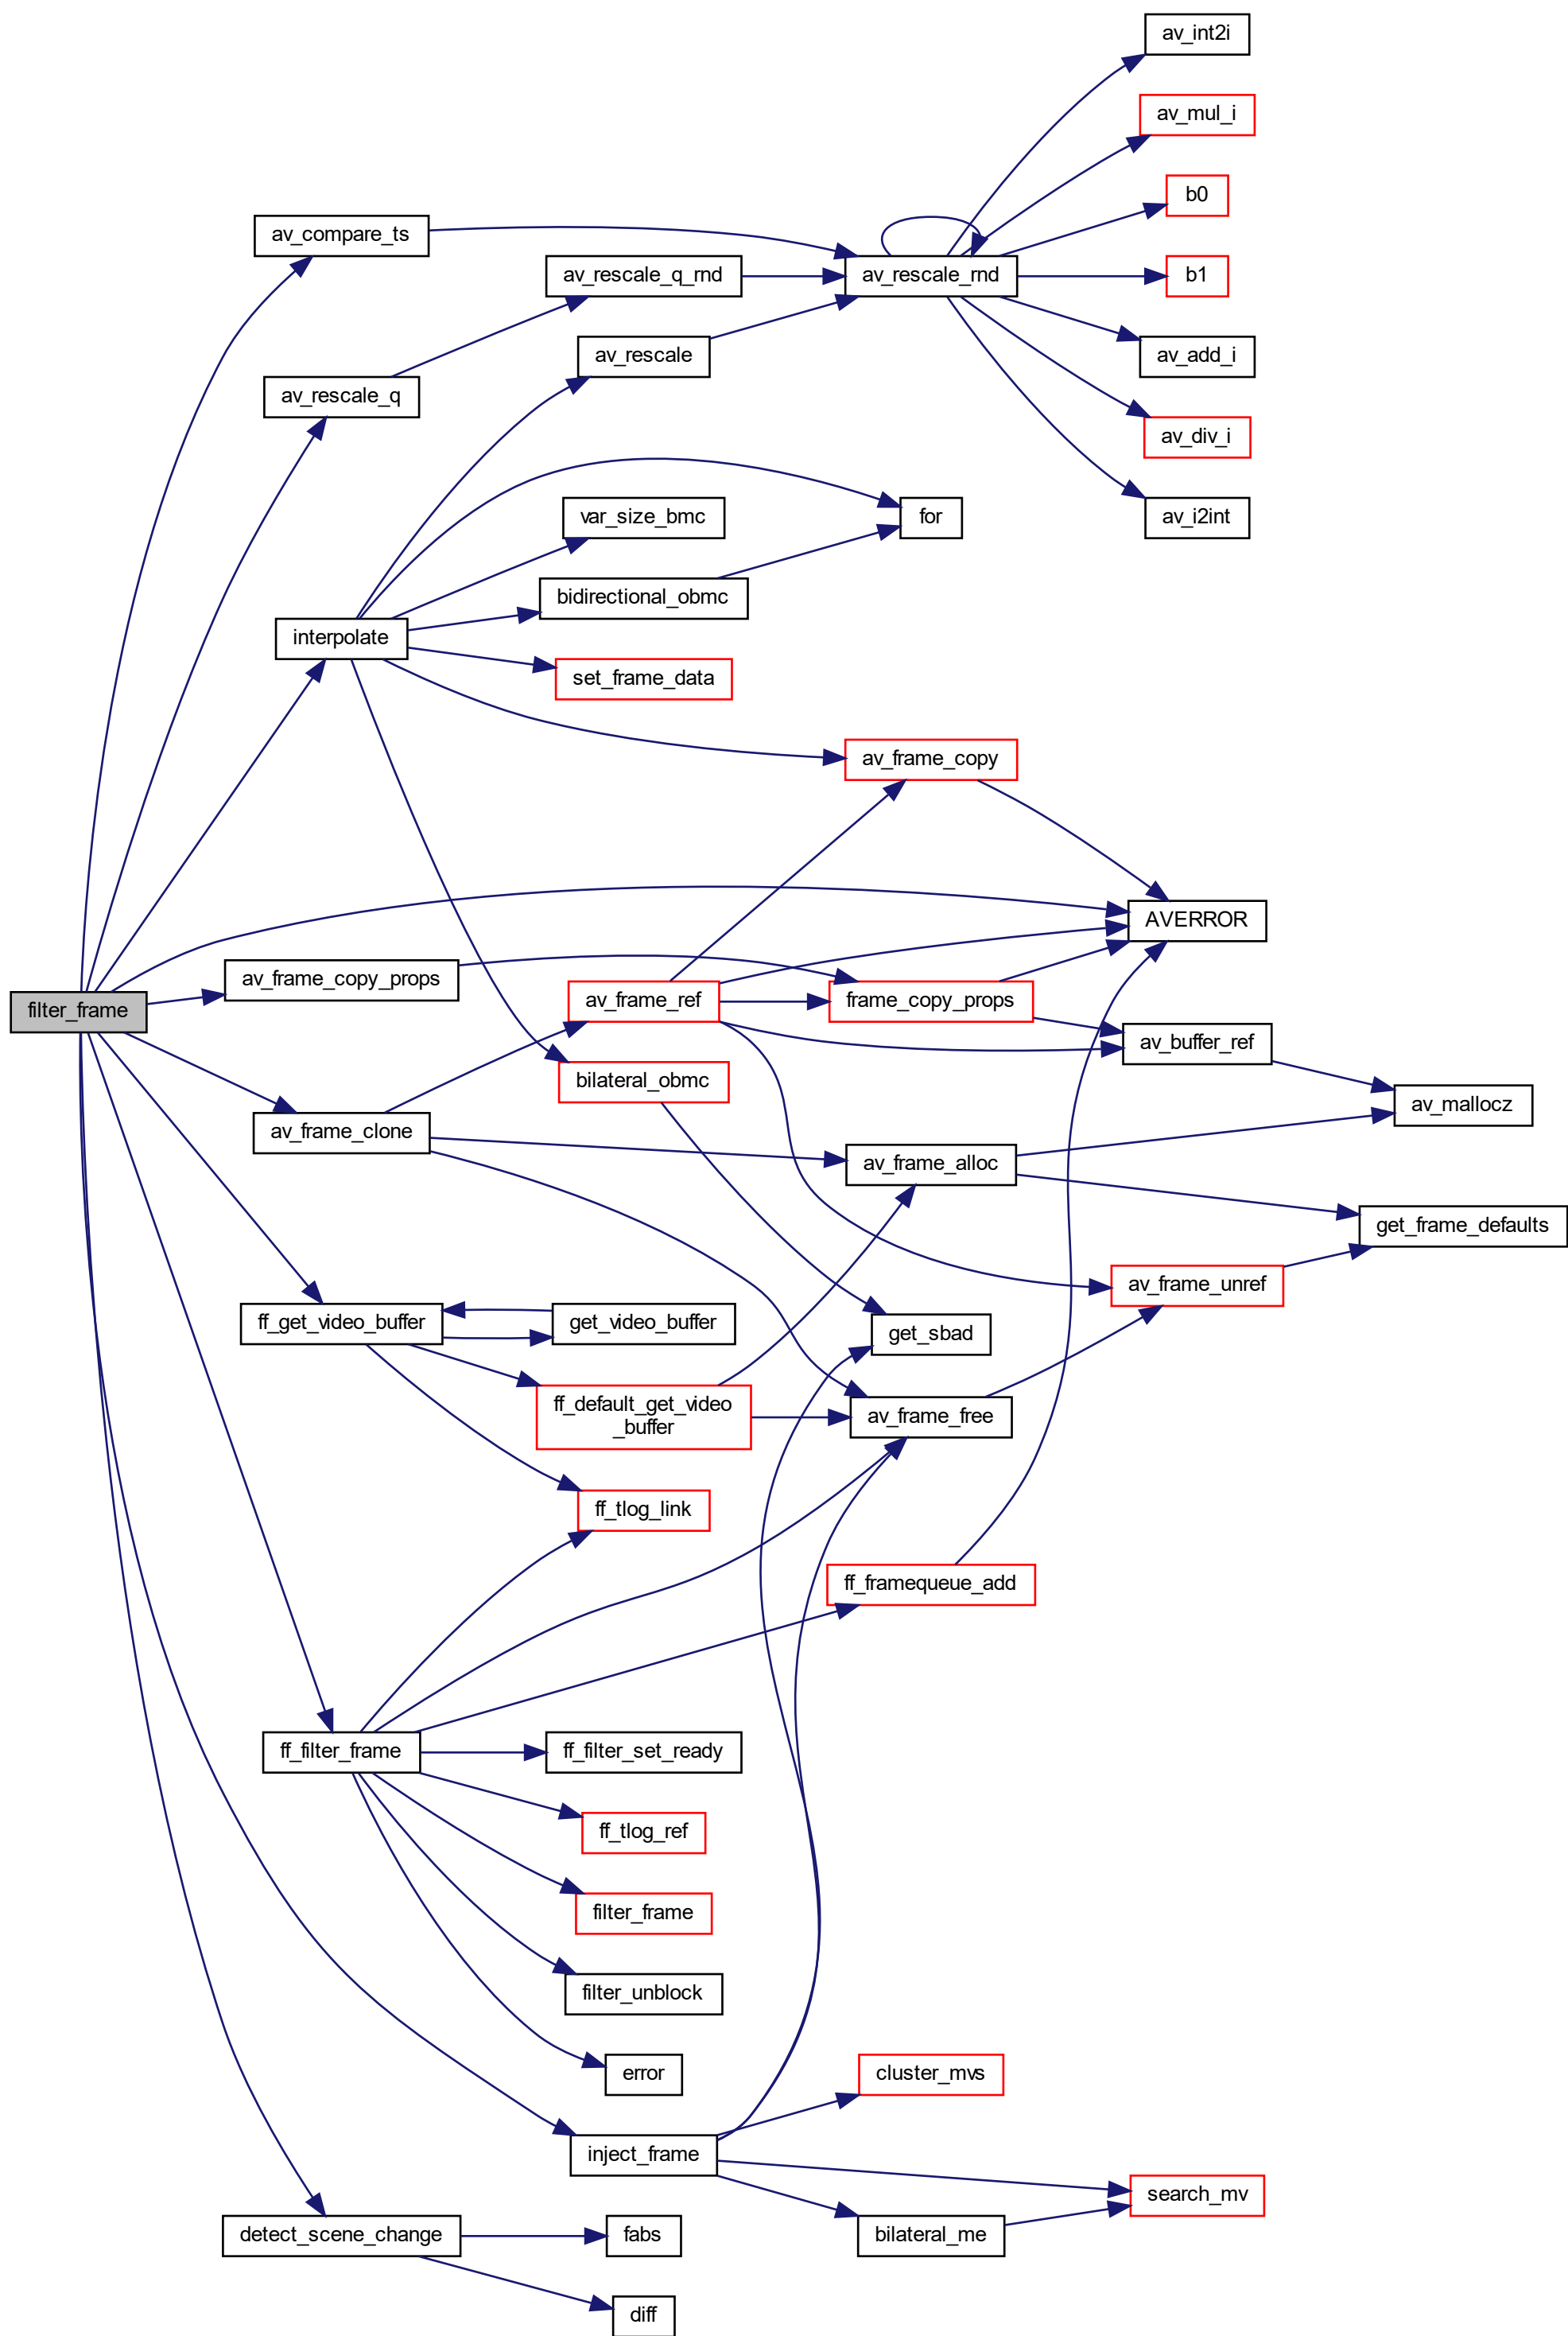 av_int2i
av_mul_i
b0
av_compare_ts
av_rescale_q_rnd
av_rescale_rnd
b1
av_rescale
av_add_i
av_rescale_q
av_div_i
var_size_bmc
for
av_i2int
bidirectional_obmc
interpolate
set_frame_data
av_frame_copy
AVERROR
av_frame_copy_props
filter_frame
av_frame_ref
frame_copy_props
av_buffer_ref
bilateral_obmc
av_mallocz
av_frame_clone
av_frame_alloc
get_frame_defaults
av_frame_unref
ff_get_video_buffer
get_video_buffer
get_sbad
ff_default_get_video
_buffer
av_frame_free
ff_tlog_link
ff_framequeue_add
ff_filter_frame
ff_filter_set_ready
ff_tlog_ref
filter_frame
filter_unblock
error
cluster_mvs
inject_frame
search_mv
detect_scene_change
fabs
bilateral_me
diff